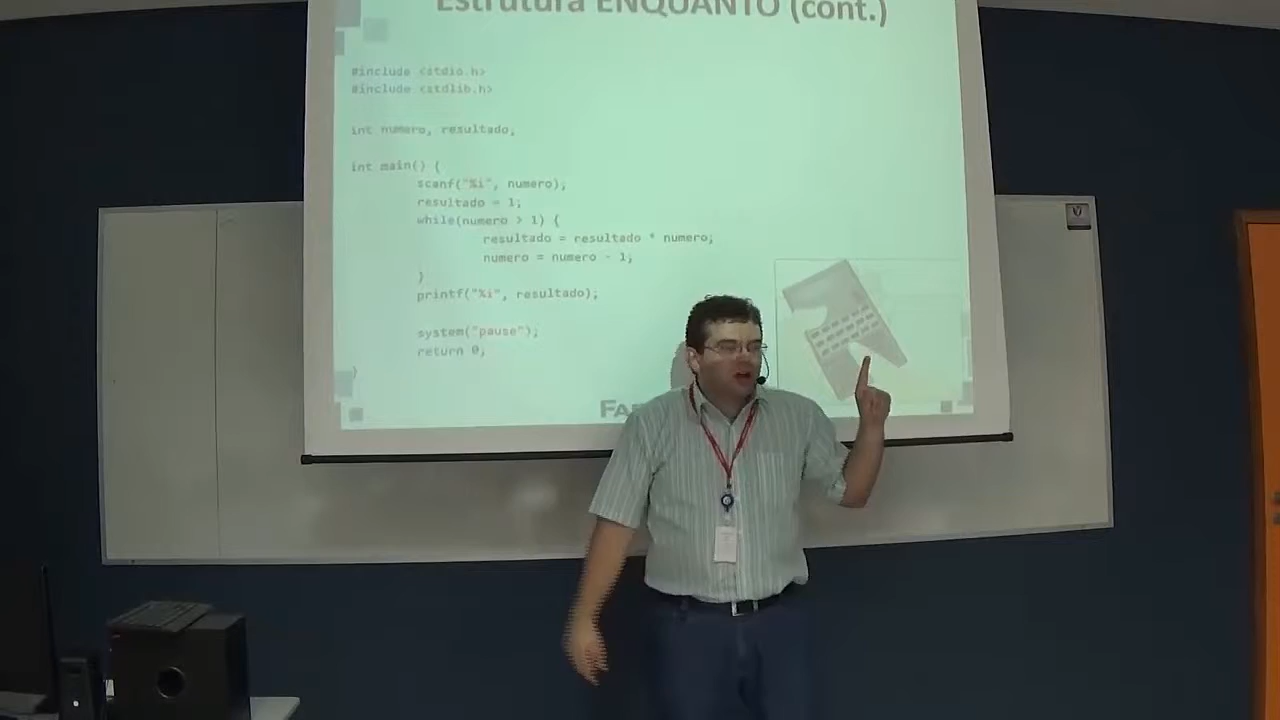 Estrutura ENQUANTO (cont.)
#include <stdio.h>
#include <stdlib.h>
int numero, resultado;
int main() {
scanf("%i", numero);
resultado = 1;
while(numero > 1) {
resultado = resultado * numero;
numero = numero - 1;
}
printf("%i", resultado);
system("pause");
return 0;
}